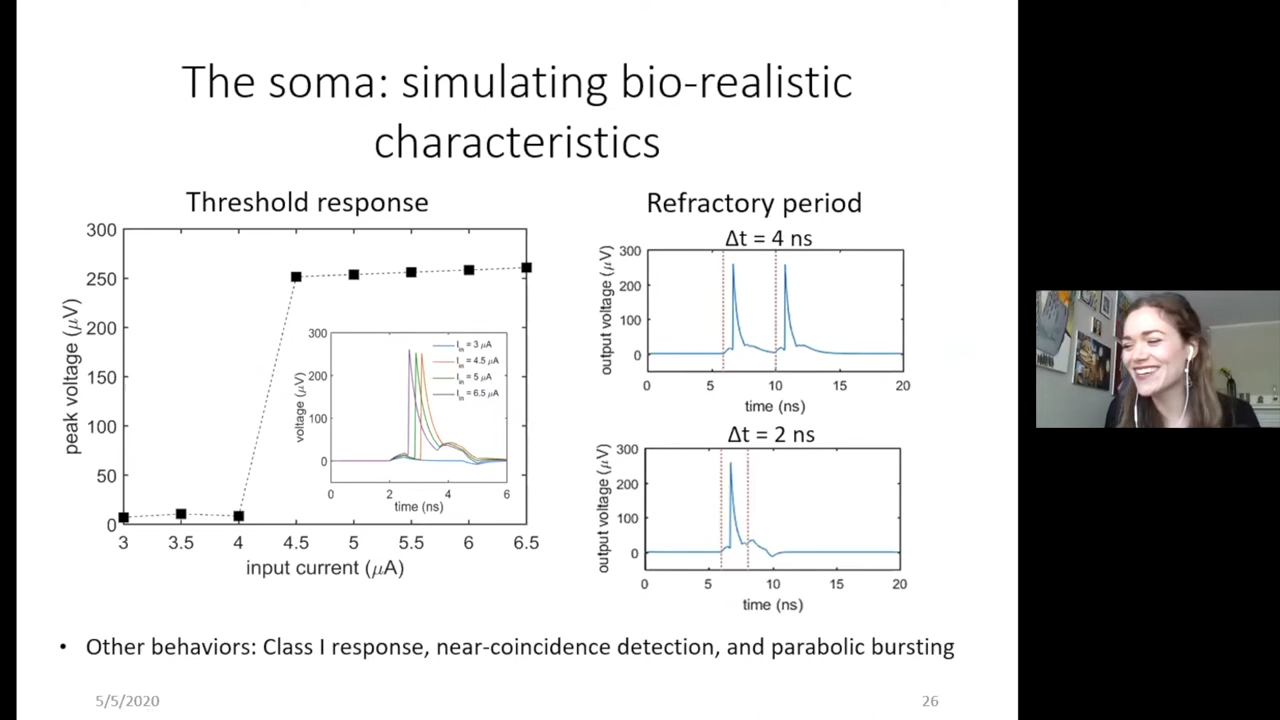 The soma: simulating bio-realistic
characteristics
Threshold response
peak voltage (μV)
300
250
200
150
100
50
0
3 3.5 4 4.5 5 5.5 6 6.5
input current (μA)
voltage (μV)
300
200
100
0
0 2 4 6
time (ns)
I_in = 3 μA
I_in = 4.5 μA
I_in = 5 μA
I_in = 6.5 μA
Refractory period
Δt = 4 ns
output voltage (μV)
300
200
100
0
0 5 10 15 20
time (ns)
Δt = 2 ns
output voltage (μV)
300
200
100
0
0 5 10 15 20
time (ns)
• Other behaviors: Class I response, near-coincidence detection, and parabolic bursting
5/5/2020 26